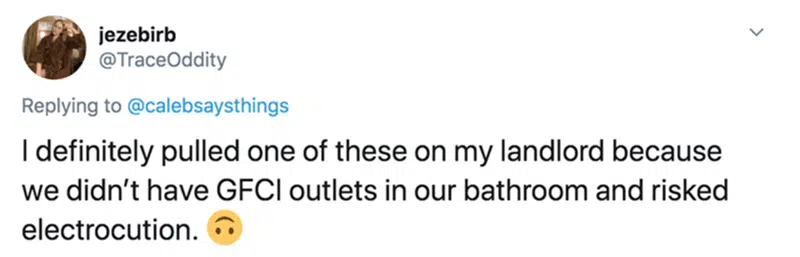 jezebirb
@TraceOddity
Replying to @calebsaysthings
I definitely pulled one of these on my landlord because
we didn't have GFCI outlets in our bathroom and risked
electrocution. 🙃